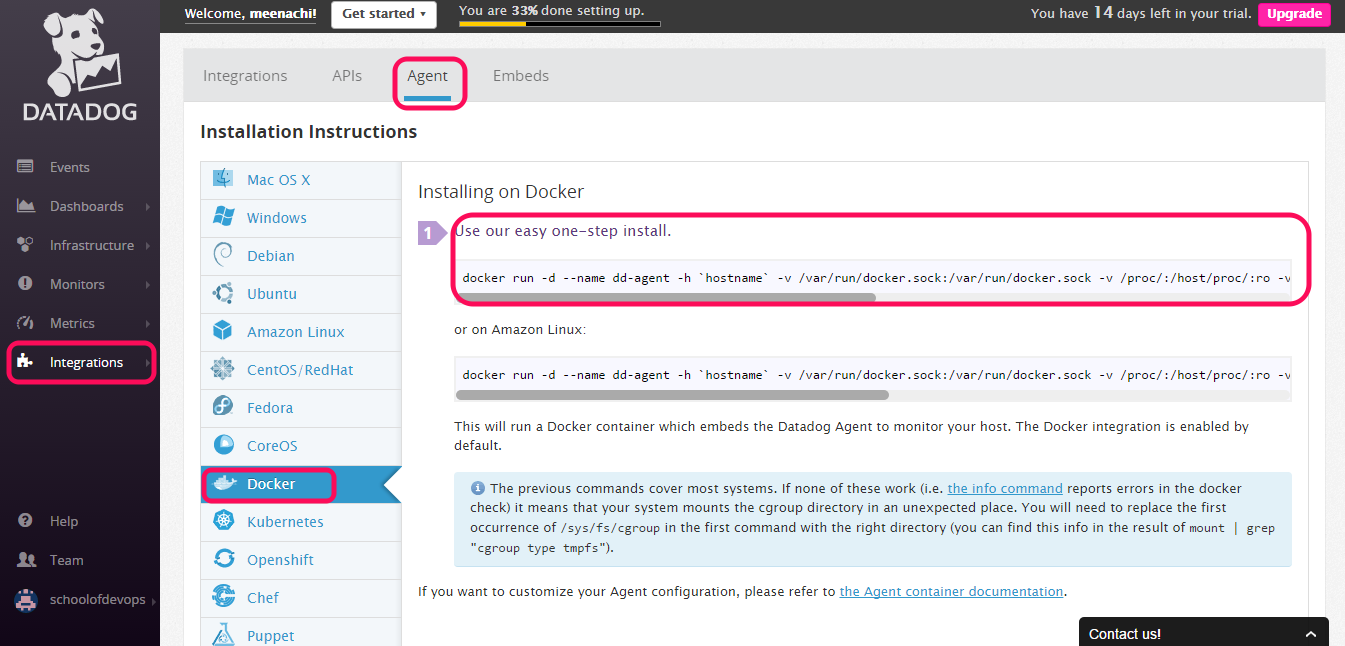 Welcome, meenachi!
Get started
You are 33% done setting up.
You have 14 days left in your trial.
Upgrade
DATADOG
Events
Dashboards
Infrastructure
Monitors
Metrics
Integrations
Help
Team
schoolofdevops
Integrations
APIs
Agent
Embeds
Installation Instructions
Mac OS X
Windows
Debian
Ubuntu
Amazon Linux
CentOS/RedHat
Fedora
CoreOS
Docker
Kubernetes
Openshift
Chef
Puppet
Installing on Docker
1
Use our easy one-step install.
docker run -d --name dd-agent -h `hostname` -v /var/run/docker.sock:/var/run/docker.sock -v /proc/:/host/proc/:ro -v
or on Amazon Linux:
docker run -d --name dd-agent -h `hostname` -v /var/run/docker.sock:/var/run/docker.sock -v /proc/:/host/proc/:ro -v
This will run a Docker container which embeds the Datadog Agent to monitor your host. The Docker integration is enabled by
default.
The previous commands cover most systems. If none of these work (i.e. the info command reports errors in the docker
check) it means that your system mounts the cgroup directory in an unexpected place. You will need to replace the first
occurrence of /sys/fs/cgroup in the first command with the right directory (you can find this info in the result of mount | grep
"cgroup type tmpfs").
If you want to customize your Agent configuration, please refer to the Agent container documentation.
Contact us!